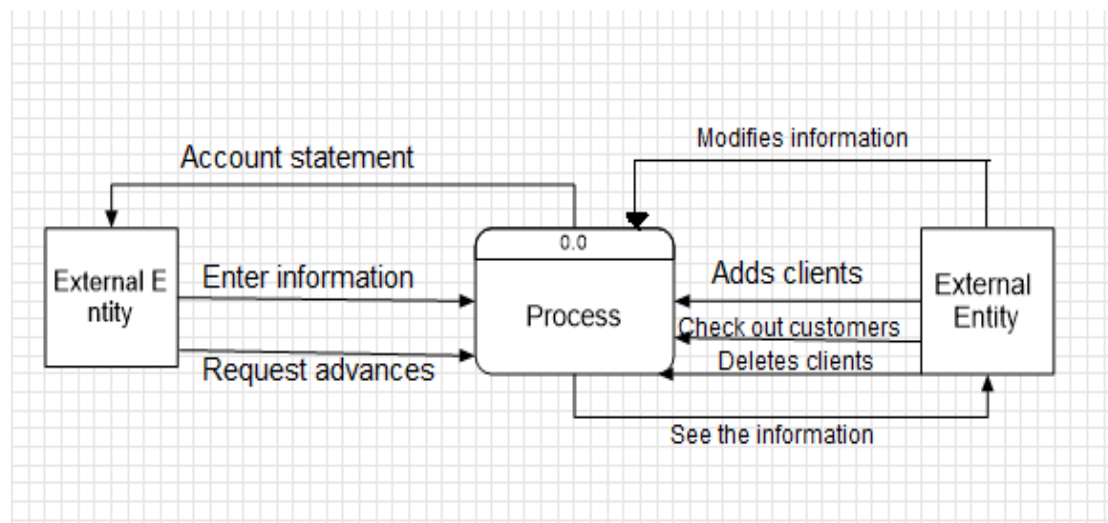 Modifies information
Account statement
0.0
External E
ntity
Enter information
Process
Adds clients
External
Entity
Check out customers
Request advances
Deletes clients
See the information